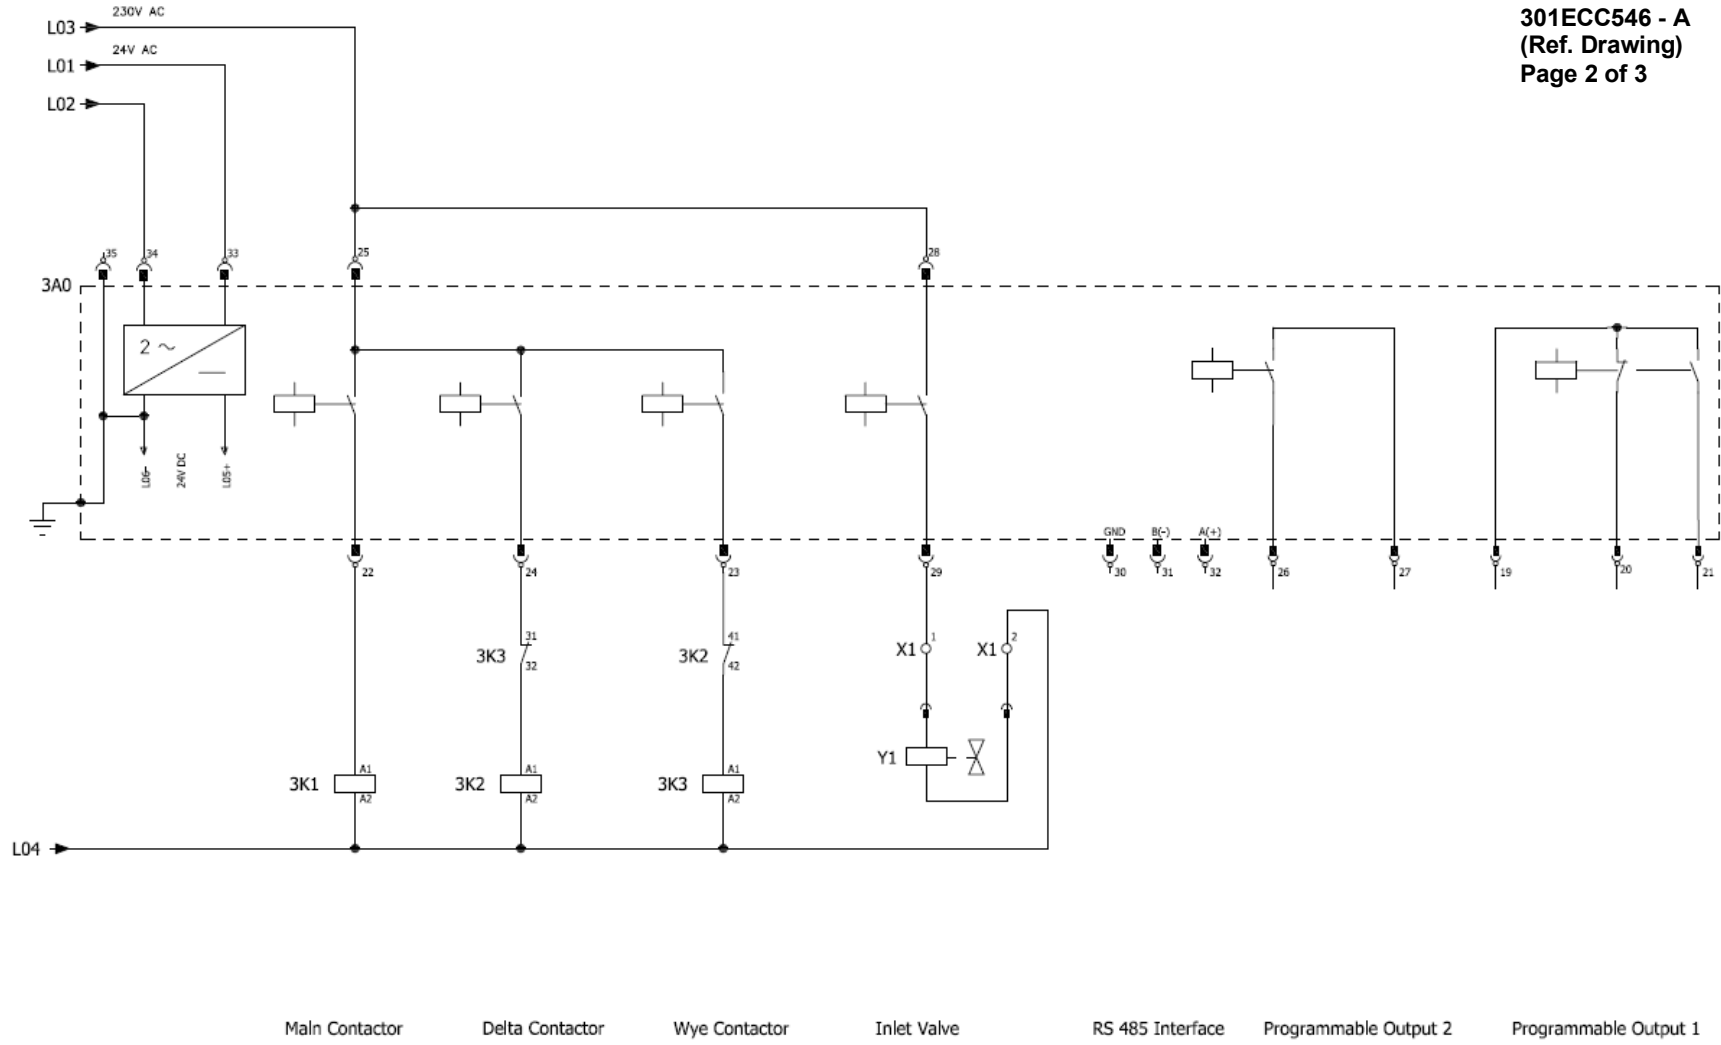 301ECC546 - A
(Ref. Drawing)
Page 2 of 3
230V AC
L03
24V AC
L01
L02
35
34
33
25
28
3A0
2 ~
L06-
24V DC
L05+
GND
B(-)
A(+)
22
24
23
29
30
31
32
26
27
19
20
21
31
3K3
32
41
3K2
42
X1
1
X1
2
Y1
3K1
A1
A2
3K2
A1
A2
3K3
A1
A2
L04
Main Contactor
Delta Contactor
Wye Contactor
Inlet Valve
RS 485 Interface
Programmable Output 2
Programmable Output 1